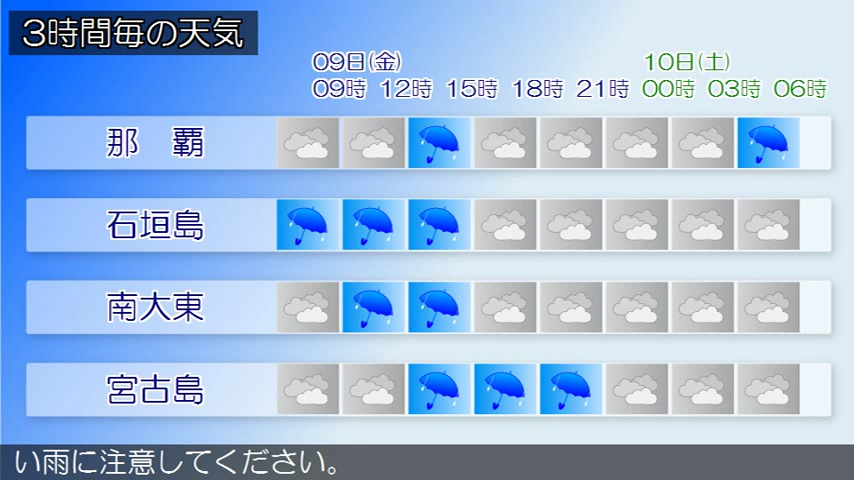 3時間毎の天気
09日(金) 10日(土)
09時 12時 15時 18時 21時 00時 03時 06時
那　覇
石垣島
南大東
宮古島
い雨に注意してください。